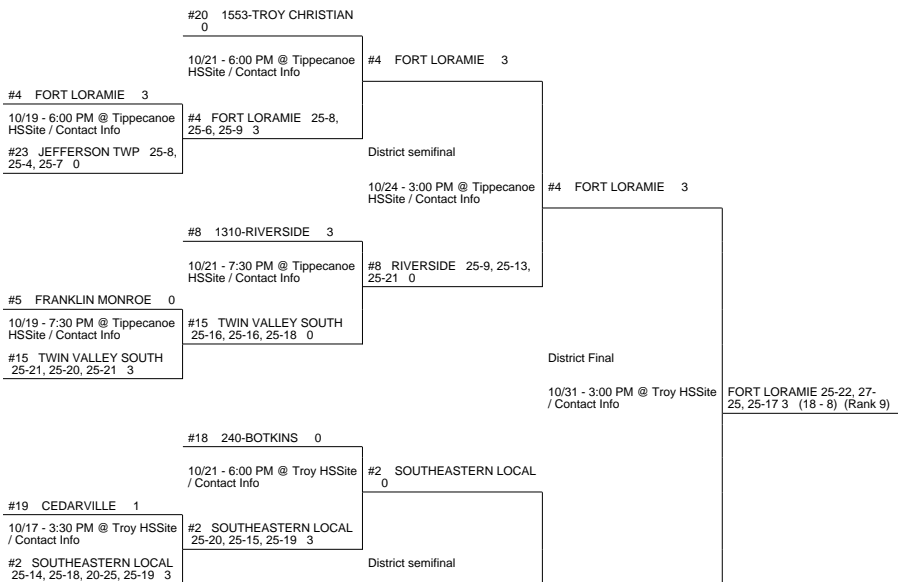 #20 1553-TROY CHRISTIAN
0
10/21 - 6:00 PM @ Tippecanoe
HSSite / Contact Info
#4 FORT LORAMIE 3
#4 FORT LORAMIE 3
10/19 - 6:00 PM @ Tippecanoe
HSSite / Contact Info
#4 FORT LORAMIE 25-8,
25-6, 25-9 3
#23 JEFFERSON TWP 25-8,
25-4, 25-7 0
District semifinal
10/24 - 3:00 PM @ Tippecanoe
HSSite / Contact Info
#4 FORT LORAMIE 3
#8 1310-RIVERSIDE 3
10/21 - 7:30 PM @ Tippecanoe
HSSite / Contact Info
#8 RIVERSIDE 25-9, 25-13,
25-21 0
#5 FRANKLIN MONROE 0
10/19 - 7:30 PM @ Tippecanoe
HSSite / Contact Info
#15 TWIN VALLEY SOUTH
25-16, 25-16, 25-18 0
#15 TWIN VALLEY SOUTH
25-21, 25-20, 25-21 3
District Final
10/31 - 3:00 PM @ Troy HSSite
/ Contact Info
FORT LORAMIE 25-22, 27-
25, 25-17 3 (18 - 8) (Rank 9)
#18 240-BOTKINS 0
10/21 - 6:00 PM @ Troy HSSite
/ Contact Info
#2 SOUTHEASTERN LOCAL
0
#19 CEDARVILLE 1
10/17 - 3:30 PM @ Troy HSSite
/ Contact Info
#2 SOUTHEASTERN LOCAL
25-20, 25-15, 25-19 3
#2 SOUTHEASTERN LOCAL
25-14, 25-18, 20-25, 25-19 3
District semifinal